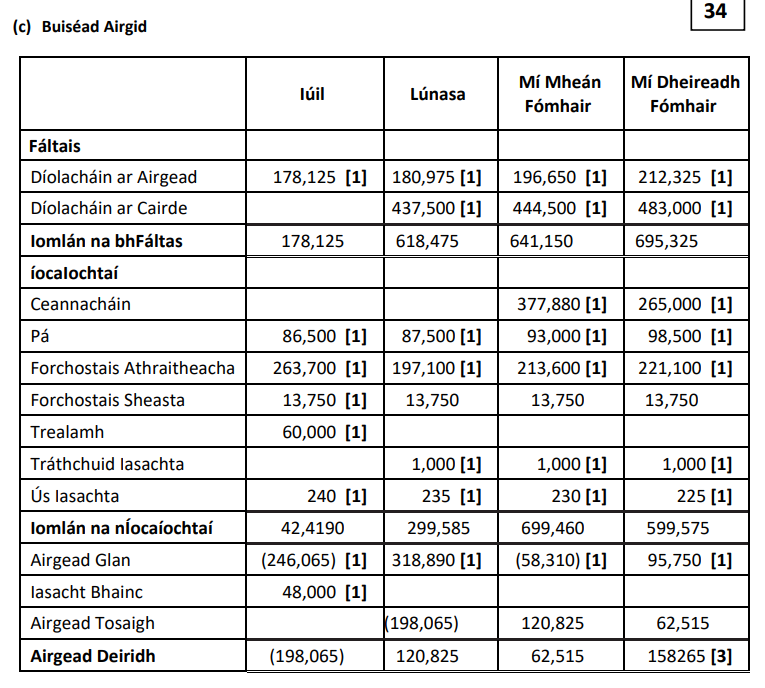 34
(c) Buiséad Airgid
Iúil Lúnasa Mí Mheán Fómhair Mí Dheireadh Fómhair
Fáltais
Díolacháin ar Airgead 178,125 [1] 180,975 [1] 196,650 [1] 212,325 [1]
Díolacháin ar Cairde 437,500 [1] 444,500 [1] 483,000 [1]
Iomlán na bhFáltas 178,125 618,475 641,150 695,325
íocaIochtaí
Ceannacháin 377,880 [1] 265,000 [1]
Pá 86,500 [1] 87,500 [1] 93,000 [1] 98,500 [1]
Forchostais Athraitheacha 263,700 [1] 197,100 [1] 213,600 [1] 221,100 [1]
Forchostais Sheasta 13,750 [1] 13,750 13,750 13,750
Trealamh 60,000 [1]
Tráthchuid Iasachta 1,000 [1] 1,000 [1] 1,000 [1]
Ús Iasachta 240 [1] 235 [1] 230 [1] 225 [1]
Iomlán na nÍocaíochtaí 42,4190 299,585 699,460 599,575
Airgead Glan (246,065) [1] 318,890 [1] (58,310) [1] 95,750 [1]
Iasacht Bhainc 48,000 [1]
Airgead Tosaigh (198,065) 120,825 62,515
Airgead Deiridh (198,065) 120,825 62,515 158265 [3]